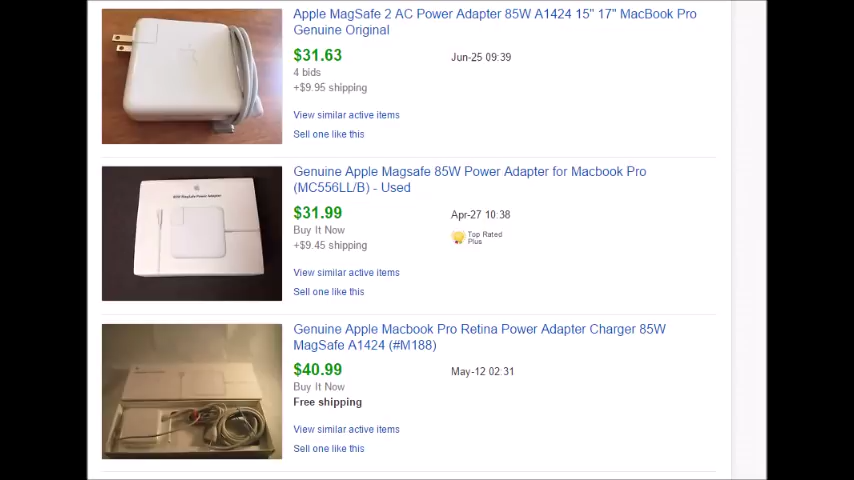 Apple MagSafe 2 AC Power Adapter 85W A1424 15" 17" MacBook Pro
Genuine Original
$31.63
Jun-25 09:39
4 bids
+$9.95 shipping
View similar active items
Sell one like this
Genuine Apple Magsafe 85W Power Adapter for Macbook Pro
(MC556LL/B) - Used
$31.99
Apr-27 10:38
Buy It Now
Top Rated
Plus
+$9.45 shipping
View similar active items
Sell one like this
Genuine Apple Macbook Pro Retina Power Adapter Charger 85W
MagSafe A1424 (#M188)
$40.99
May-12 02:31
Buy It Now
Free shipping
View similar active items
Sell one like this